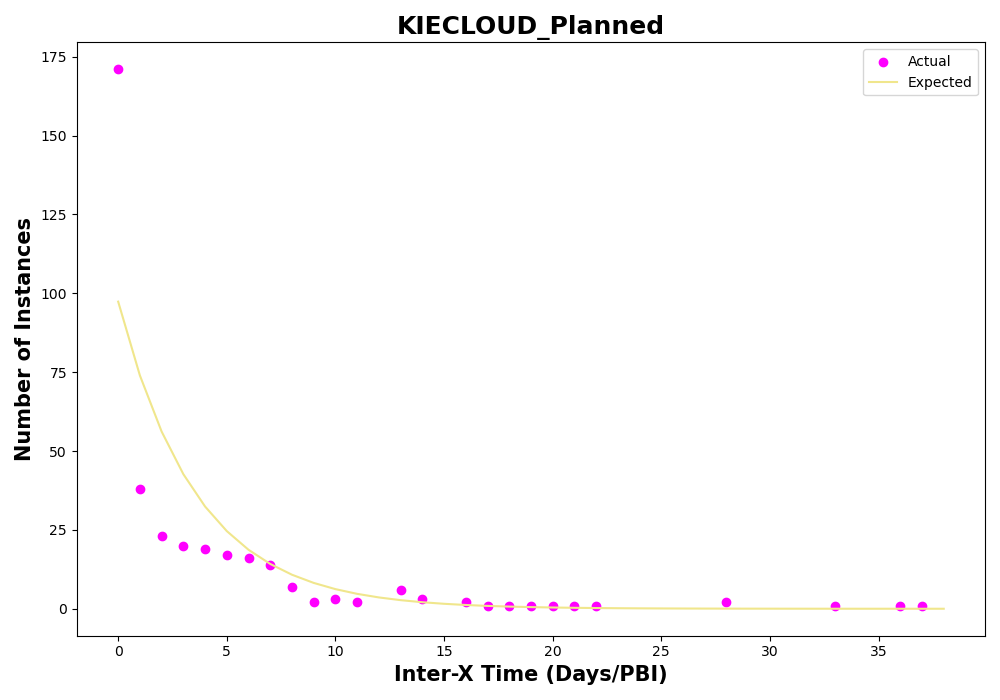 KIECLOUD_Planned
Actual
Expected
Number of Instances
175
150
125
100
75
50
25
0
0 5 10 15 20 25 30 35
Inter-X Time (Days/PBI)